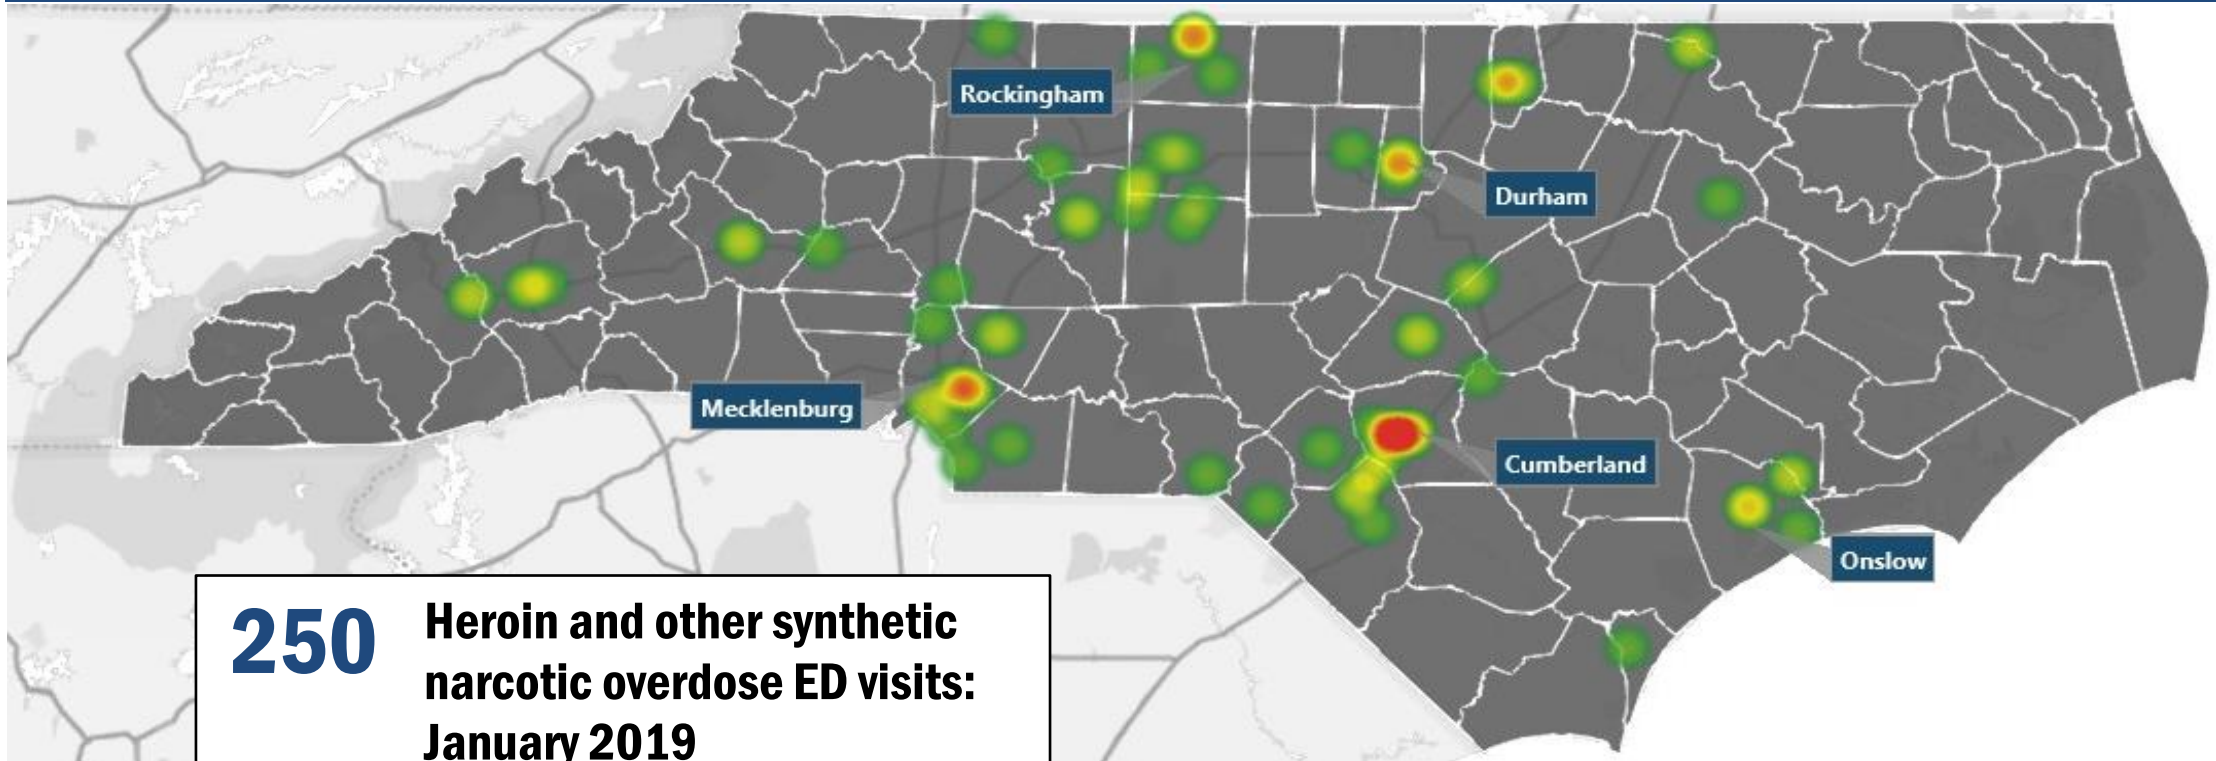 Rockingham
Durham
Mecklenburg
Cumberland
Onslow
250
Heroin and other synthetic
narcotic overdose ED visits:
January 2019